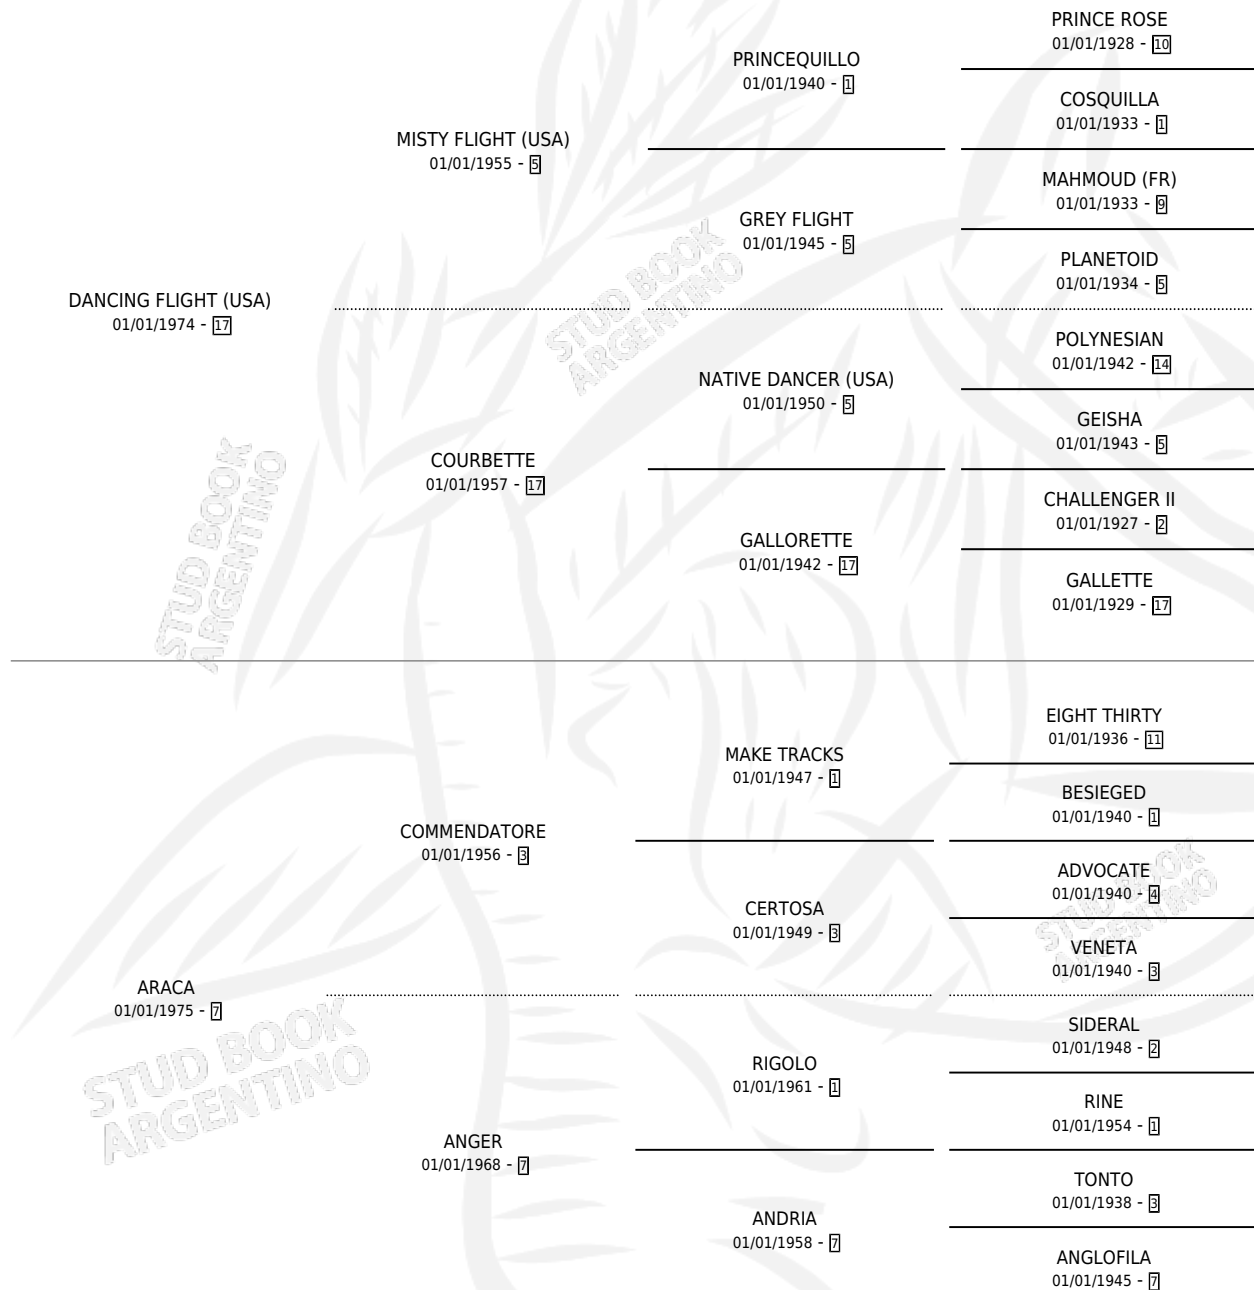 PRINCE ROSE
01/01/1928 - 10
PRINCEQUILLO
01/01/1940 - 1
COSQUILLA
01/01/1933 - 1
MISTY FLIGHT (USA)
01/01/1955 - 5
MAHMOUD (FR)
01/01/1933 - 9
GREY FLIGHT
01/01/1945 - 5
PLANETOID
01/01/1934 - 5
DANCING FLIGHT (USA)
01/01/1974 - 17
POLYNESIAN
01/01/1942 - 14
NATIVE DANCER (USA)
01/01/1950 - 5
GEISHA
01/01/1943 - 5
COURBETTE
01/01/1957 - 17
CHALLENGER II
01/01/1927 - 2
GALLORETTE
01/01/1942 - 17
GALLETTE
01/01/1929 - 17
EIGHT THIRTY
01/01/1936 - 11
MAKE TRACKS
01/01/1947 - 1
BESIEGED
01/01/1940 - 1
COMMENDATORE
01/01/1956 - 3
ADVOCATE
01/01/1940 - 4
CERTOSA
01/01/1949 - 3
VENETA
01/01/1940 - 3
ARACA
01/01/1975 - 7
SIDERAL
01/01/1948 - 2
RIGOLO
01/01/1961 - 1
RINE
01/01/1954 - 1
ANGER
01/01/1968 - 7
TONTO
01/01/1938 - 3
ANDRIA
01/01/1958 - 7
ANGLOFILA
01/01/1945 - 7
STUD BOOK
ARGENTINO
STUD BOOK
ARGENTINO
STUD BOOK
ARGENTINO
STUD BOOK
ARGENTINO